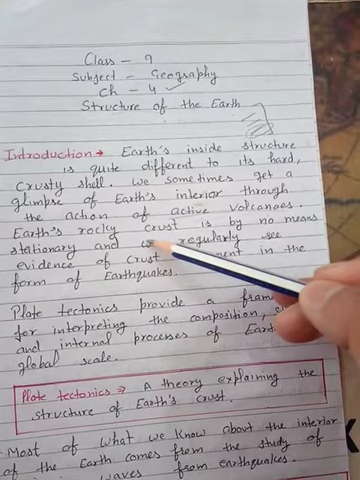 Class - 9
Subject - Geography
Ch - 4
Structure of the Earth
Introduction → Earth's inside structure
is quite different to its hard,
crusty shell. We sometimes get a
glimpse of Earth's interior through
the action of active volcanoes.
Earth's rocky crust is by no means
stationary and regularly see
evidence of crust in the
form of Earthquakes.
Plate tectonics provide a
for interpreting the composition,
and internal processes of
global scale.
Plate tectonics → A theory explaining the
structure of Earth's crust.
Most of what we know about the interior
of the Earth comes from the study of
waves from earthquakes.